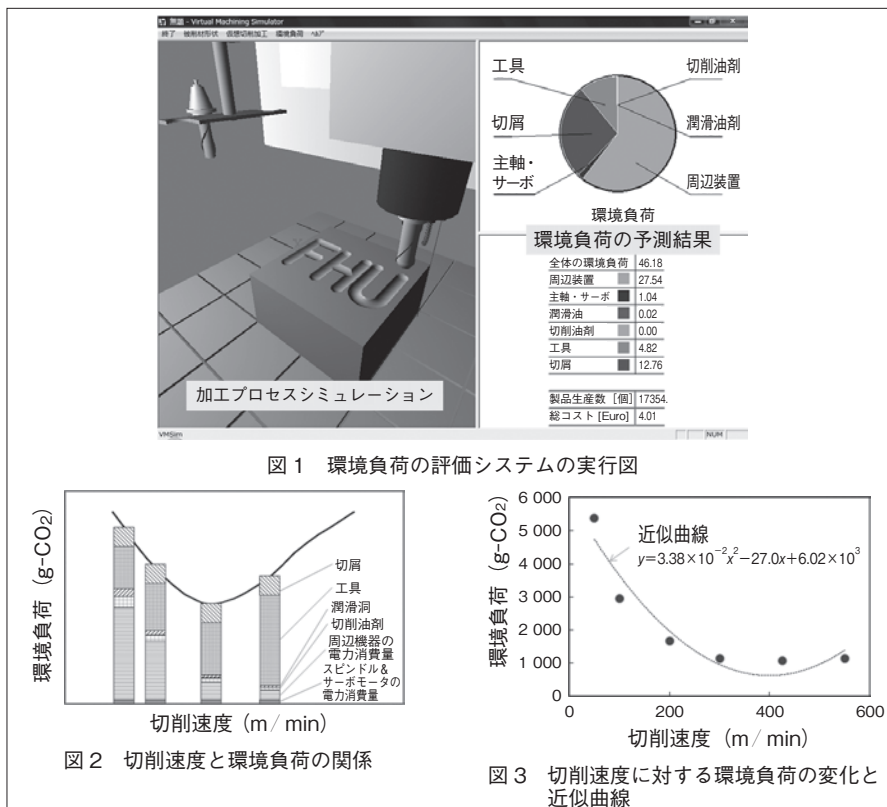 無題 - Virtual Machining Simulator
終了 被削材形状 仮想切削加工 環境負荷 ヘルプ
加工プロセスシミュレーション
工具
切屑
主軸・
サーボ
切削油剤
潤滑油剤
周辺装置
環境負荷
環境負荷の予測結果
全体の環境負荷 46.18
周辺装置 27.54
主軸・サーボ 1.04
潤滑油 0.02
切削油剤 0.00
工具 4.82
切屑 12.76
製品生産数 [個] 17354.
総コスト [Euro] 4.01
VMSim
NUM
図1 環境負荷の評価システムの実行図
環境負荷 (g-CO2)
切屑
工具
潤滑洞
切削油剤
周辺機器の
電力消費量
スピンドル&
サーボモータの
電力消費量
切削速度 (m/min)
図2 切削速度と環境負荷の関係
環境負荷 (g-CO2)
6 000
5 000
4 000
3 000
2 000
1 000
0
近似曲線
y=3.38×10⁻²x²−27.0x+6.02×10³
0 200 400 600
切削速度 (m/min)
図3 切削速度に対する環境負荷の変化と
近似曲線